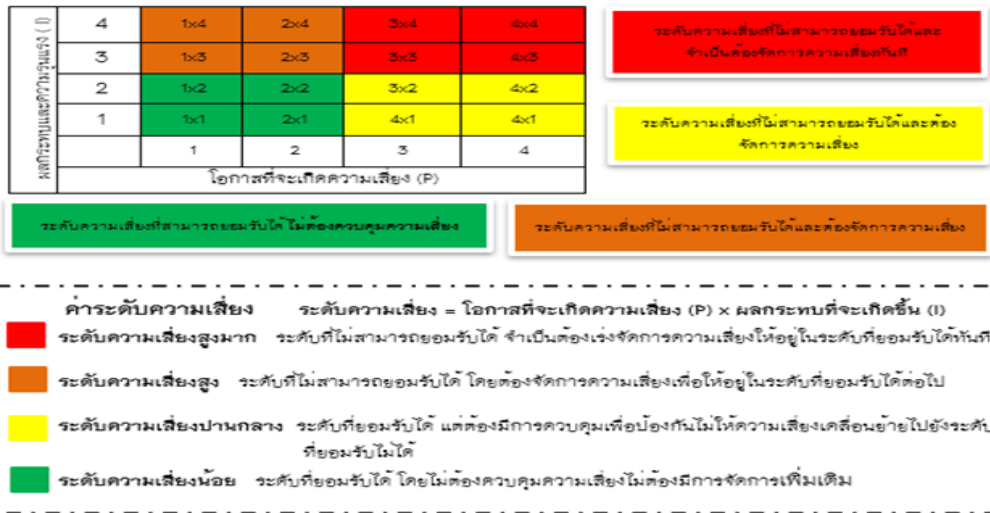 ผลกระทบและความรุนแรง (I)
4 1x4 2x4 3x4 4x4
3 1x3 2x3 3x3 4x3
2 1x2 2x2 3x2 4x2
1 1x1 2x1 4x1 4x1
1 2 3 4
โอกาสที่จะเกิดความเสี่ยง (P)
ระดับความเสี่ยงที่ไม่สามารถยอมรับได้และ
จำเป็นต้องจัดการความเสี่ยงทันที
ระดับความเสี่ยงที่ไม่สามารถยอมรับได้และต้อง
จัดการความเสี่ยง
ระดับความเสี่ยงที่สามารถยอมรับได้ ไม่ต้องควบคุมความเสี่ยง
ระดับความเสี่ยงที่ไม่สามารถยอมรับได้และต้องจัดการความเสี่ยง
ค่าระดับความเสี่ยง ระดับความเสี่ยง = โอกาสที่จะเกิดความเสี่ยง (P) x ผลกระทบที่จะเกิดขึ้น (I)
ระดับความเสี่ยงสูงมาก ระดับที่ไม่สามารถยอมรับได้ จำเป็นต้องเร่งจัดการความเสี่ยงให้อยู่ในระดับที่ยอมรับได้ทันที
ระดับความเสี่ยงสูง ระดับที่ไม่สามารถยอมรับได้ โดยต้องจัดการความเสี่ยงเพื่อให้อยู่ในระดับที่ยอมรับได้ต่อไป
ระดับความเสี่ยงปานกลาง ระดับที่ยอมรับได้ แต่ต้องมีการควบคุมเพื่อป้องกันไม่ให้ความเสี่ยงเคลื่อนย้ายไปยังระดับ
ที่ยอมรับไม่ได้
ระดับความเสี่ยงน้อย ระดับที่ยอมรับได้ โดยไม่ต้องควบคุมความเสี่ยงไม่ต้องมีการจัดการเพิ่มเติม